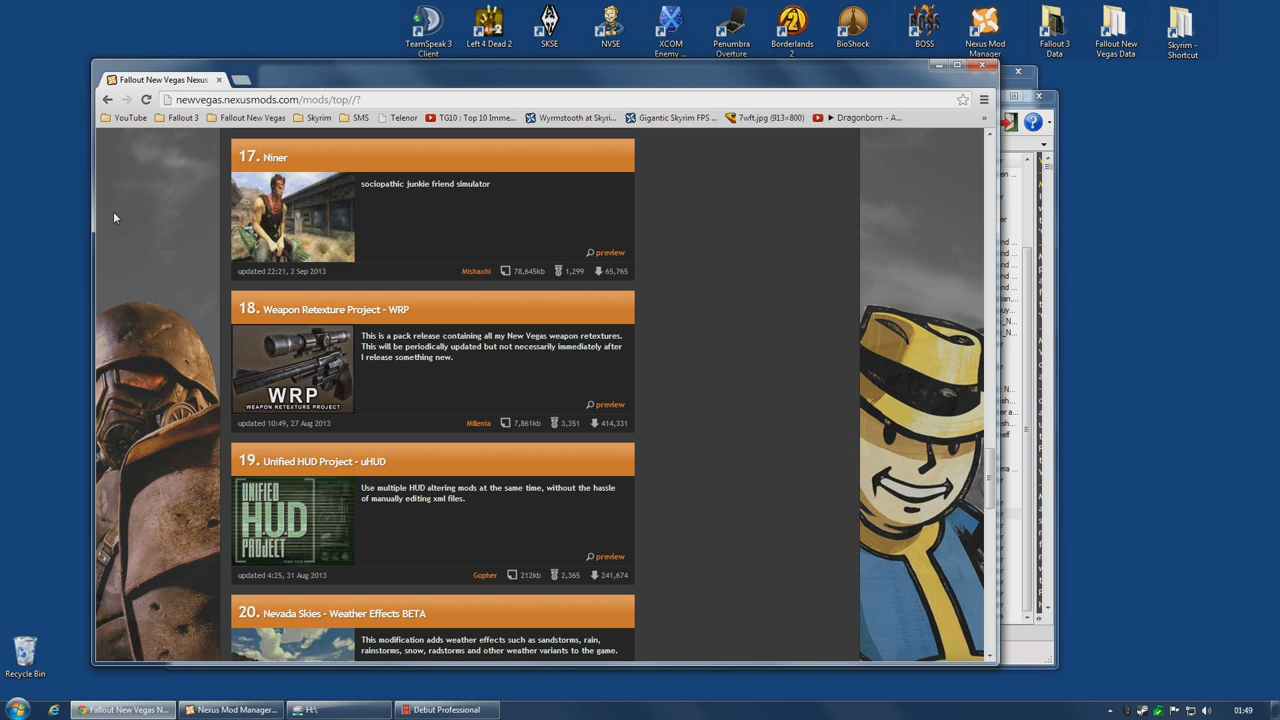 TeamSpeak 3
Client
Left 4 Dead 2
SKSE
NVSE
XCOM
Enemy ...
Penumbra
Overture
Borderlands
2
BioShock
BOSS
Nexus Mod
Manager
Fallout 3
Data
Fallout New
Vegas Data
Skyrim -
Shortcut
Fallout New Vegas Nexus
newvegas.nexusmods.com/mods/top//?
YouTube
Fallout 3
Fallout New Vegas
Skyrim
SMS
Telenor
TG10 : Top 10 Imme...
Wyrmstooth at Skyri...
Gigantic Skyrim FPS ...
7wft.jpg (913×800)
► Dragonborn - A...
»
17. Niner
sociopathic junkie friend simulator
preview
updated 22:21, 2 Sep 2013
Mishaxhi
78,645kb
1,299
65,765
18. Weapon Retexture Project - WRP
This is a pack release containing all my New Vegas weapon retextures.
This will be periodically updated but not necessarily immediately after
I release something new.
WRP
WEAPON RETEXTURE PROJECT
preview
updated 10:49, 27 Aug 2013
Millenia
7,861kb
3,351
414,331
19. Unified HUD Project - uHUD
Use multiple HUD altering mods at the same time, without the hassle
of manually editing xml files.
UNIFIED
H.U.D
PROJECT
preview
updated 4:25, 31 Aug 2013
Gopher
212kb
2,365
241,674
20. Nevada Skies - Weather Effects BETA
This modification adds weather effects such as sandstorms, rain,
rainstorms, snow, radstorms and other weather variants to the game.
Recycle Bin
Fallout New Vegas N...
Nexus Mod Manager...
H:\
Debut Professional
01:49